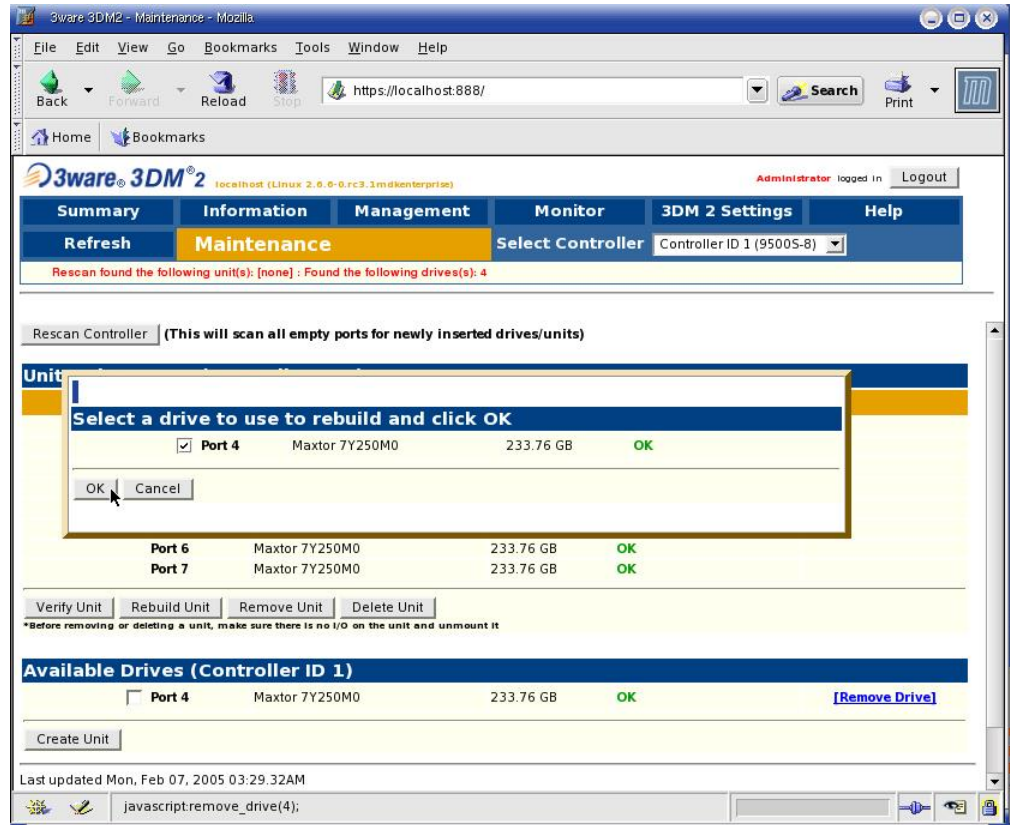 3ware 3DM2 - Maintenance - Mozilla
File Edit View Go Bookmarks Tools Window Help
Back Forward Reload Stop https://localhost:888/ Search Print
Home Bookmarks
3ware® 3DM®2 localhost (Linux 2.6.6-0.rc3.1mdkenterprise) Administrator logged in Logout
Summary Information Management Monitor 3DM 2 Settings Help
Refresh Maintenance Select Controller Controller ID 1 (9500S-8)
Rescan found the following unit(s): [none] : Found the following drives(s): 4
Rescan Controller (This will scan all empty ports for newly inserted drives/units)
Unit
Select a drive to use to rebuild and click OK
Port 4 Maxtor 7Y250M0 233.76 GB OK
OK Cancel
Port 6 Maxtor 7Y250M0 233.76 GB OK
Port 7 Maxtor 7Y250M0 233.76 GB OK
Verify Unit Rebuild Unit Remove Unit Delete Unit
*Before removing or deleting a unit, make sure there is no I/O on the unit and unmount it
Available Drives (Controller ID 1)
Port 4 Maxtor 7Y250M0 233.76 GB OK [Remove Drive]
Create Unit
Last updated Mon, Feb 07, 2005 03:29.32AM
javascript:remove_drive(4);